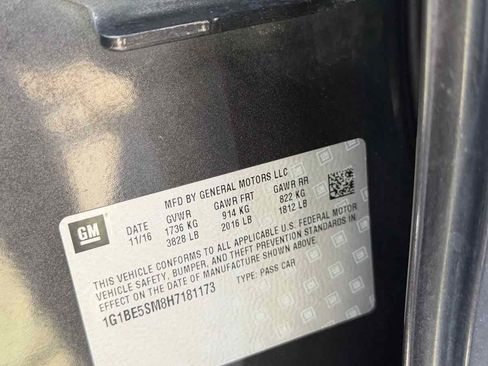 GM
MFD BY GENERAL MOTORS LLC
DATE GVWR GAWR FRT GAWR RR
11/16 1736 KG 914 KG 822 KG
3828 LB 2016 LB 1812 LB
THIS VEHICLE CONFORMS TO ALL APPLICABLE U.S. FEDERAL MOTOR
VEHICLE SAFETY, BUMPER, AND THEFT PREVENTION STANDARDS IN
EFFECT ON THE DATE OF MANUFACTURE SHOWN ABOVE.
1G1BE5SM8H7181173 TYPE: PASS CAR